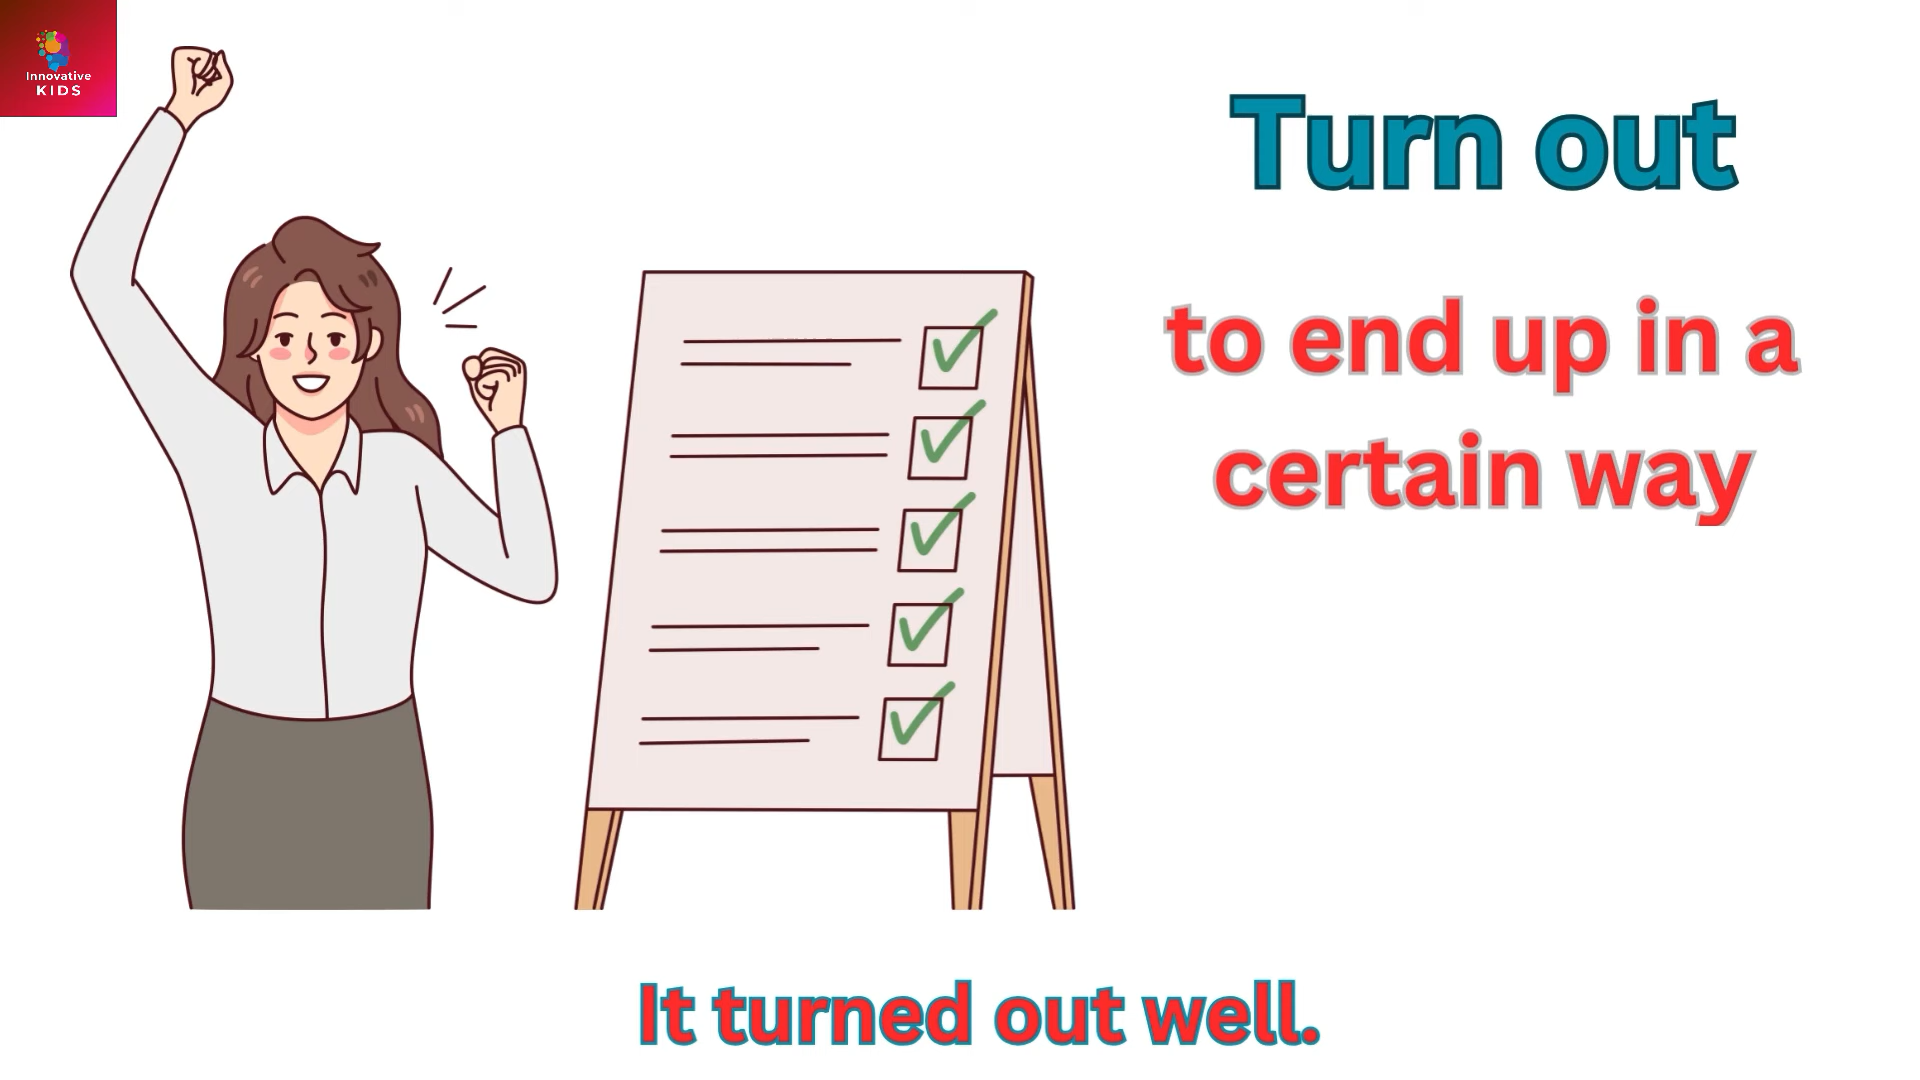 Innovative
KIDS
Turn out
to end up in a
certain way
It turned out well.